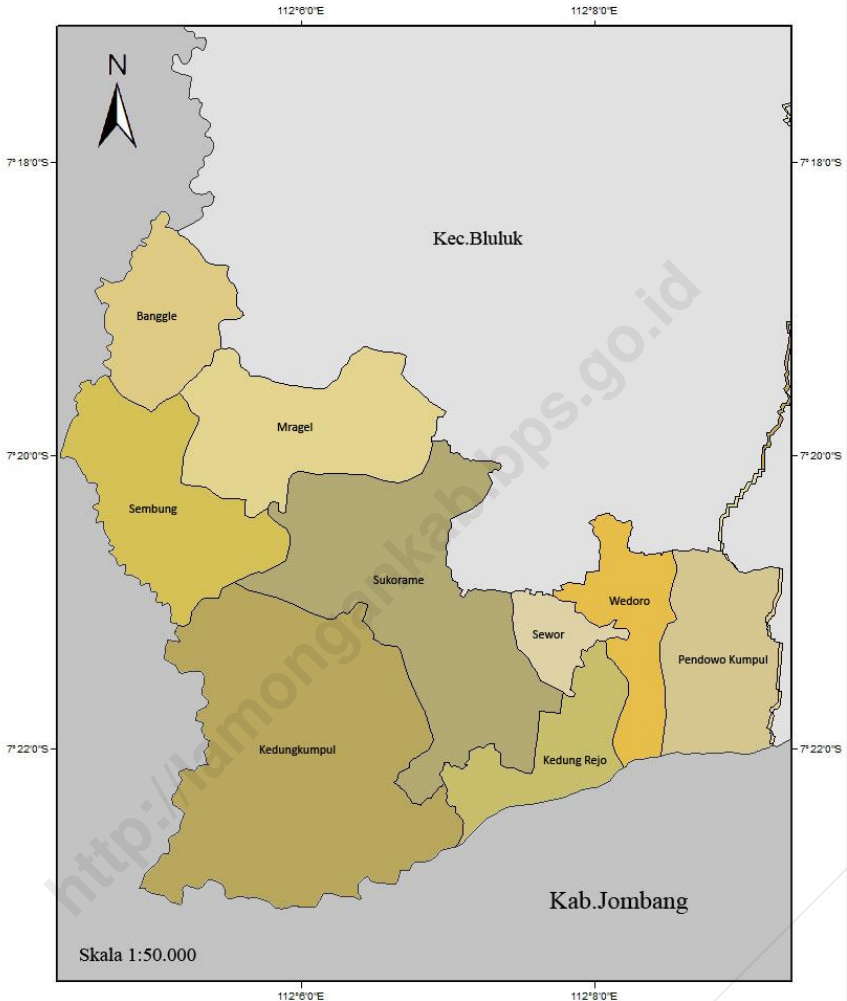 112°6'0"E
112°8'0"E
N
7°18'0"S
7°18'0"S
Kec.Bluluk
Banggle
Mragel
7°20'0"S
7°20'0"S
Sembung
Sukorame
Wedoro
Sewor
Pendowo Kumpul
7°22'0"S
7°22'0"S
Kedungkumpul
Kedung Rejo
Kab.Jombang
Skala 1:50.000
112°6'0"E
112°8'0"E
http://lamongankab.bps.go.id